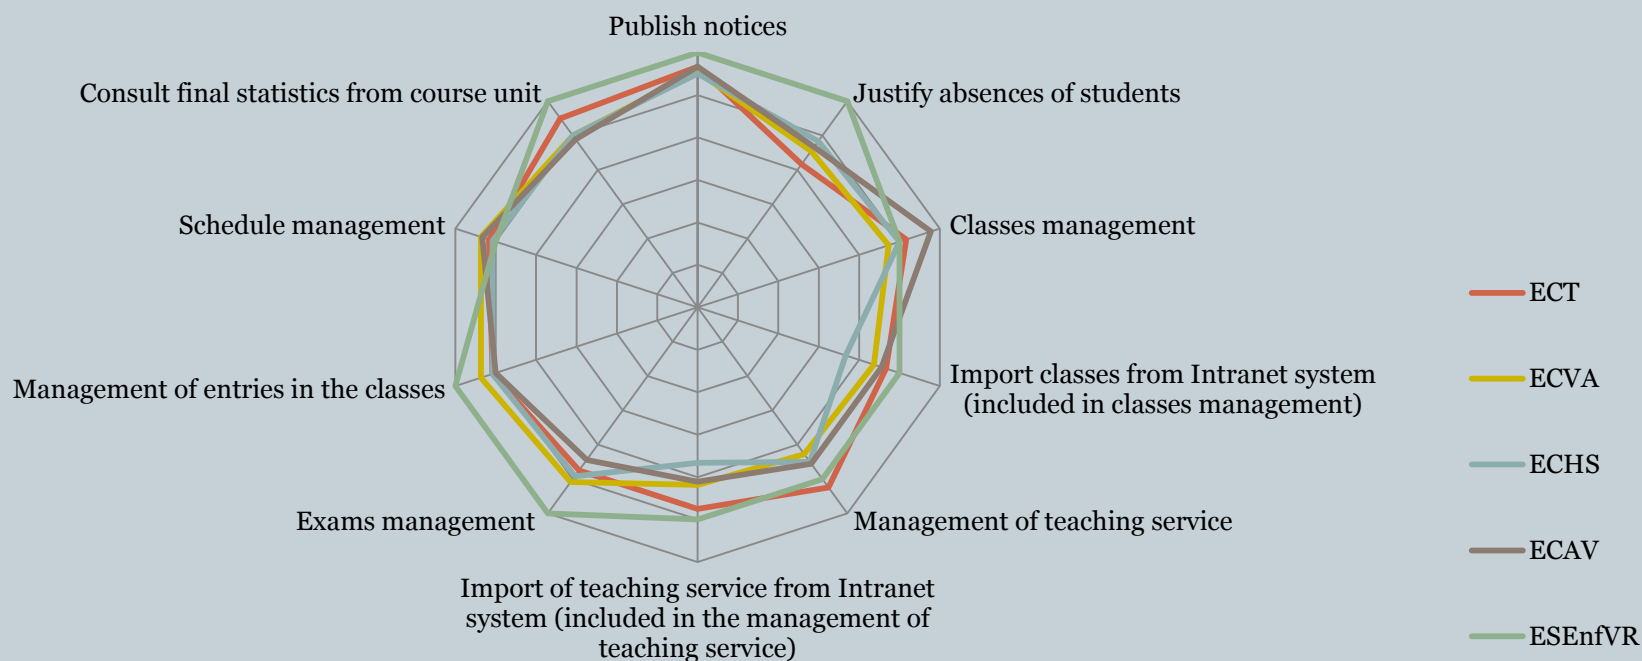 Publish notices
Consult final statistics from course unit
Justify absences of students
Schedule management
Classes management
ECT
Management of entries in the classes
Import classes from Intranet system
(included in classes management)
ECVA
ECHS
Exams management
Management of teaching service
ECAV
Import of teaching service from Intranet
system (included in the management of
teaching service)
ESEnfVR